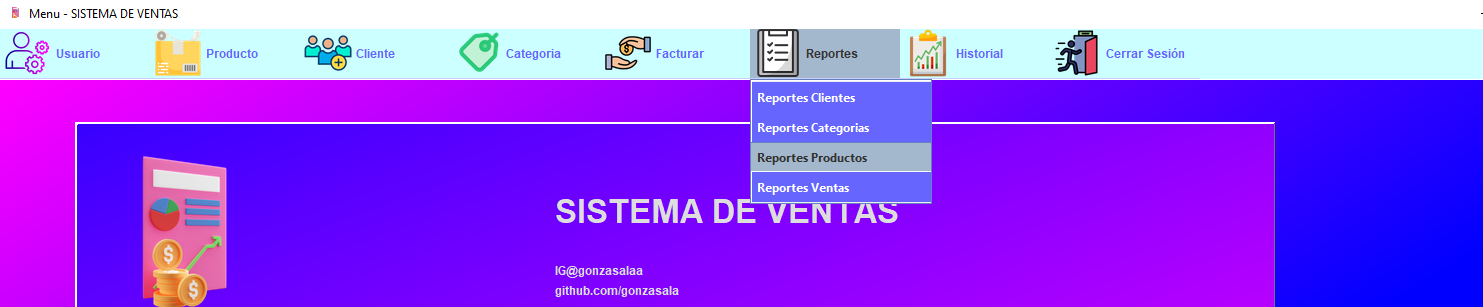 Menu - SISTEMA DE VENTAS
Usuario
Producto
Cliente
Categoria
Facturar
Reportes
Historial
Cerrar Sesión
Reportes Clientes
Reportes Categorias
Reportes Productos
Reportes Ventas
SISTEMA DE VENTAS
IG@gonzasalaa
github.com/gonzasala